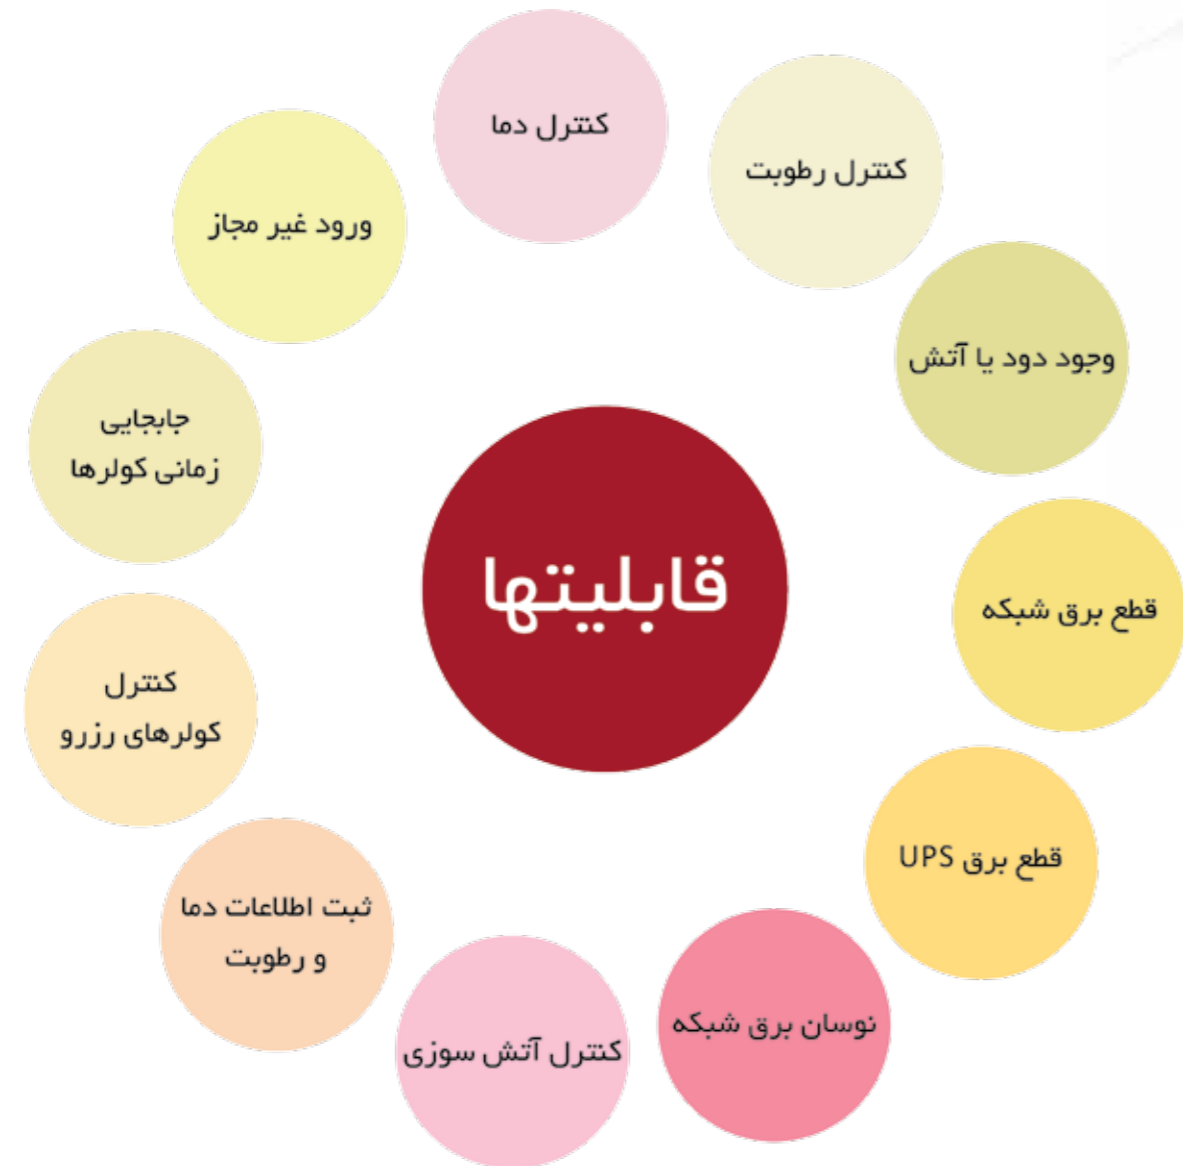 کنترل دما
کنترل رطوبت
وجود دود یا آتش
قطع برق شبکه
قطع برق UPS
نوسان برق شبکه
کنترل آتش سوزی
ثبت اطلاعات دما
و رطوبت
کنترل
کولرهای رزرو
جابجایی
زمانی کولرها
ورود غیر مجاز
قابلیتها